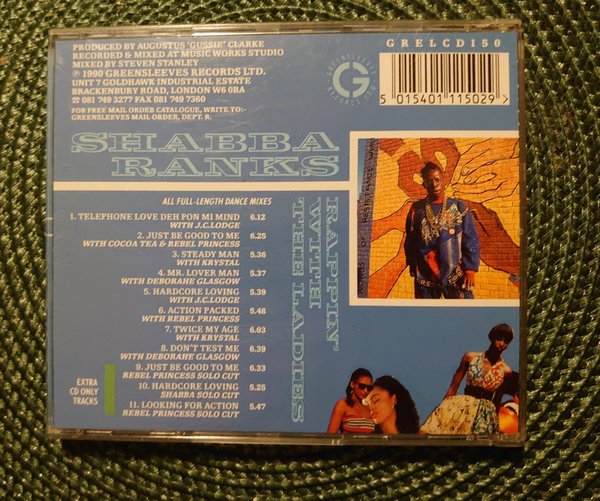 PRODUCED BY AUGUSTUS 'GUSSIE' CLARKE
RECORDED & MIXED AT MUSIC WORKS STUDIO
MIXED BY STEVEN STANLEY
℗ 1990 GREENSLEEVES RECORDS LTD.
UNIT 7 GOLDHAWK INDUSTRIAL ESTATE
BRACKENBURY ROAD, LONDON W6 0BA
☎ 081 749 3277 FAX 081 749 7360
FOR FREE MAIL ORDER CATALOGUE, WRITE TO:-
GREENSLEEVES MAIL ORDER, DEPT. R.
G
GRELCD150
5 015401 115029
SHABBA
RANKS
RAPPIN'
WITH
THE LADIES
ALL FULL-LENGTH DANCE MIXES
1. TELEPHONE LOVE DEH PON MI MIND 6.12
WITH J.C.LODGE
2. JUST BE GOOD TO ME 6.25
WITH COCOA TEA & REBEL PRINCESS
3. STEADY MAN 5.36
WITH KRYSTAL
4. MR. LOVER MAN 5.37
WITH DEBORAHE GLASGOW
5. HARDCORE LOVING 5.39
WITH J.C.LODGE
6. ACTION PACKED 6.48
WITH REBEL PRINCESS
7. TWICE MY AGE 6.03
WITH KRYSTAL
8. DON'T TEST ME 6.39
WITH DEBORAHE GLASGOW
9. JUST BE GOOD TO ME 6.33
REBEL PRINCESS SOLO CUT
10. HARDCORE LOVING 5.25
SHABBA SOLO CUT
11. LOOKING FOR ACTION 5.47
REBEL PRINCESS SOLO CUT
EXTRA
CD ONLY
TRACKS